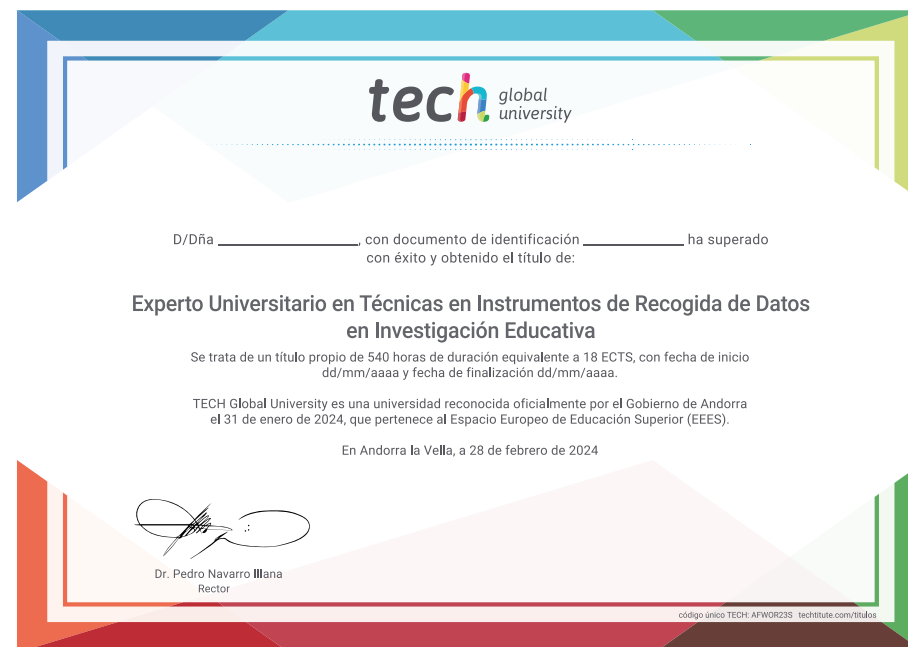 tech global
university
D/Dña ____________________, con documento de identificación ______________ ha superado
con éxito y obtenido el título de:
Experto Universitario en Técnicas en Instrumentos de Recogida de Datos
en Investigación Educativa
Se trata de un título propio de 540 horas de duración equivalente a 18 ECTS, con fecha de inicio
dd/mm/aaaa y fecha de finalización dd/mm/aaaa.
TECH Global University es una universidad reconocida oficialmente por el Gobierno de Andorra
el 31 de enero de 2024, que pertenece al Espacio Europeo de Educación Superior (EEES).
En Andorra la Vella, a 28 de febrero de 2024
Dr. Pedro Navarro Illana
Rector
código único TECH: AFWOR23S techtitute.com/titulos